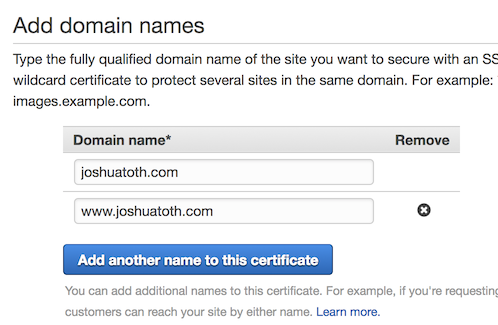 Add domain names
Type the fully qualified domain name of the site you want to secure with an SS
wildcard certificate to protect several sites in the same domain. For example:
images.example.com.
Domain name* Remove
joshuatoth.com
www.joshuatoth.com
Add another name to this certificate
You can add additional names to this certificate. For example, if you're requesting
customers can reach your site by either name. Learn more.